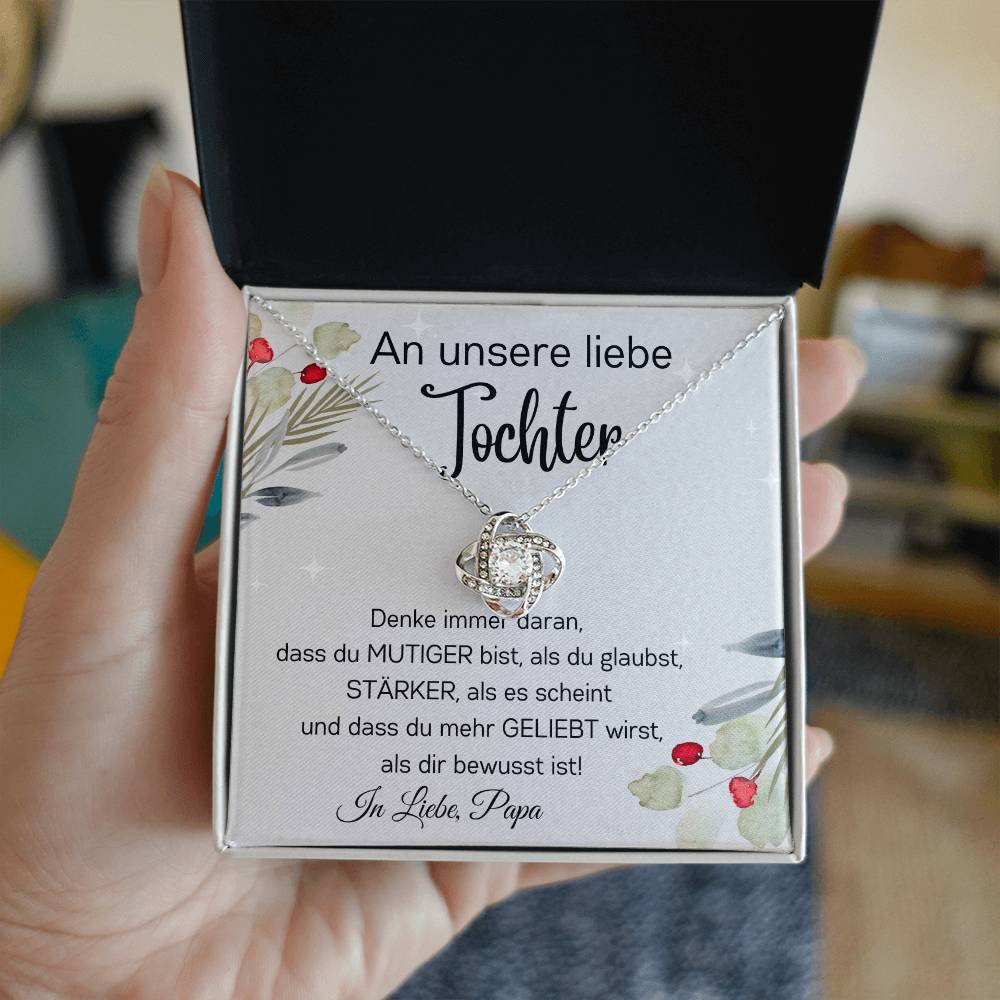 An unsere liebe
Tochter
Denke immer daran,
dass du MUTIGER bist, als du glaubst,
STÄRKER, als es scheint
und dass du mehr GELIEBT wirst,
als dir bewusst ist!
In Liebe, Papa